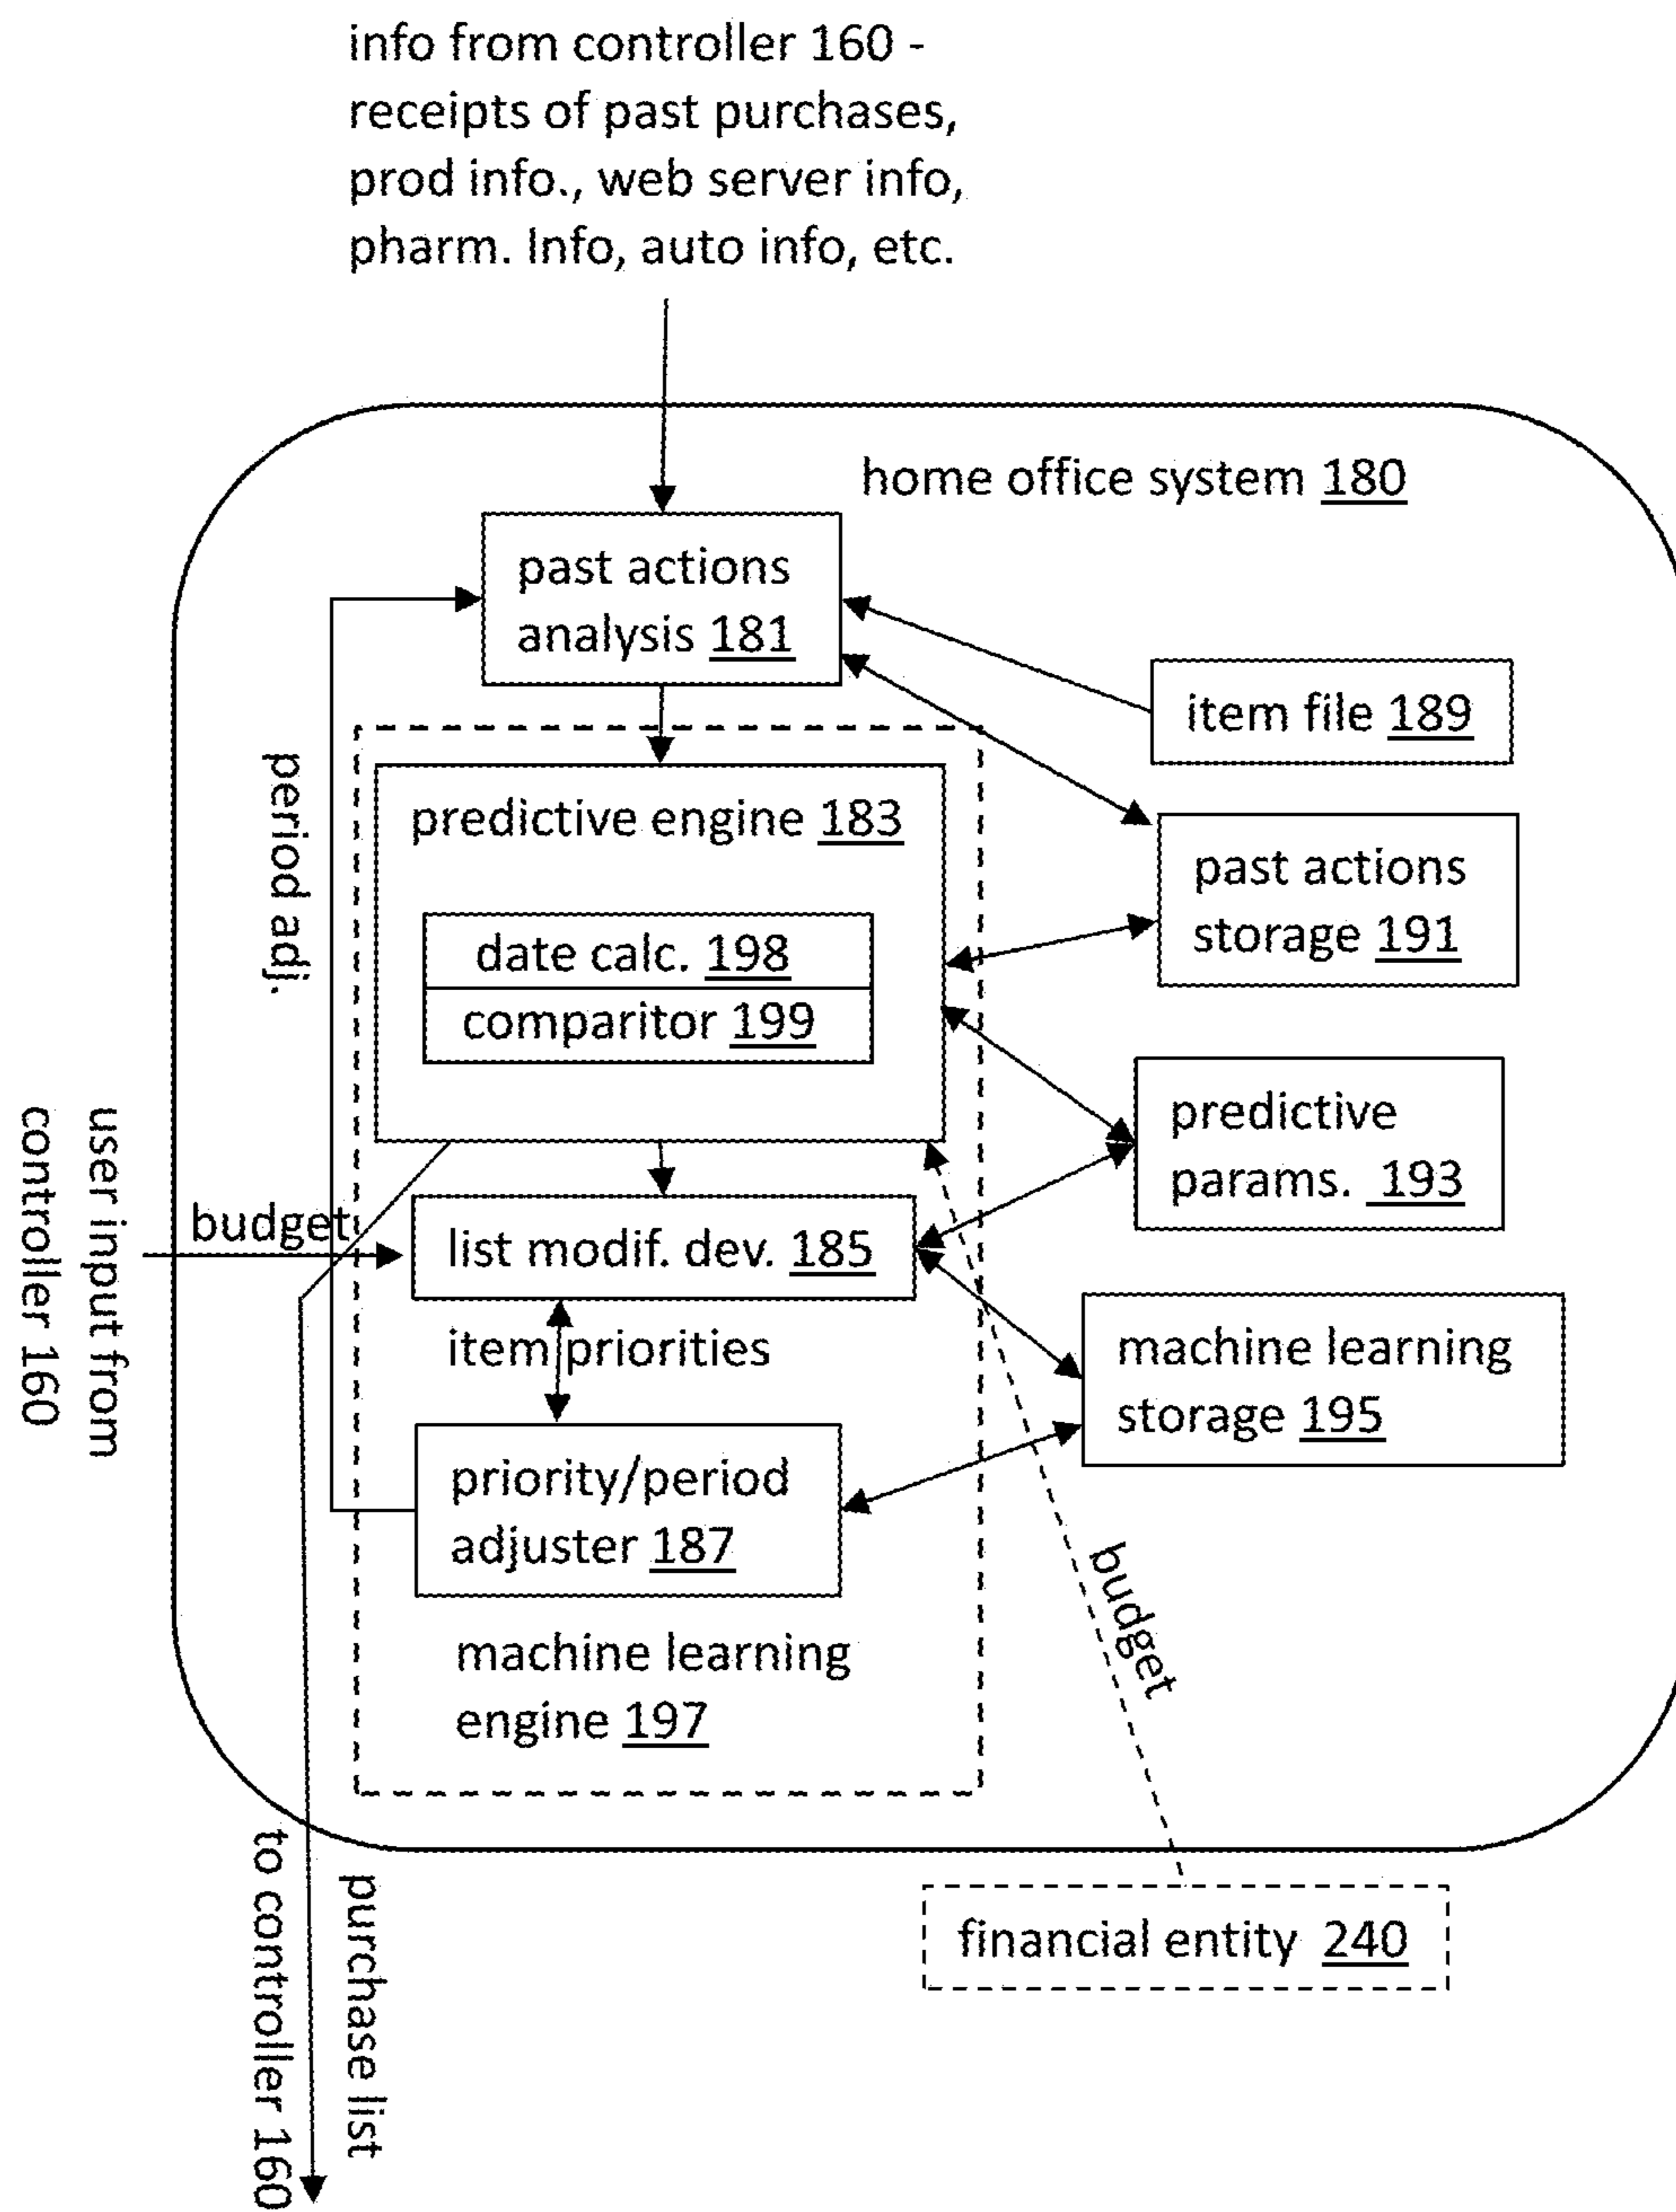 info from controller 160 -
receipts of past purchases,
prod info., web server info,
pharm. Info, auto info, etc.
home office system 180
past actions
analysis 181
item file 189
period adj.
predictive engine 183
past actions
storage 191
date calc. 198
comparitor 199
predictive
params. 193
user input from
controller 160
budget
list modif. dev. 185
item priorities
machine learning
storage 195
priority/period
adjuster 187
budget
machine learning
engine 197
purchase list
to controller 160
financial entity 240